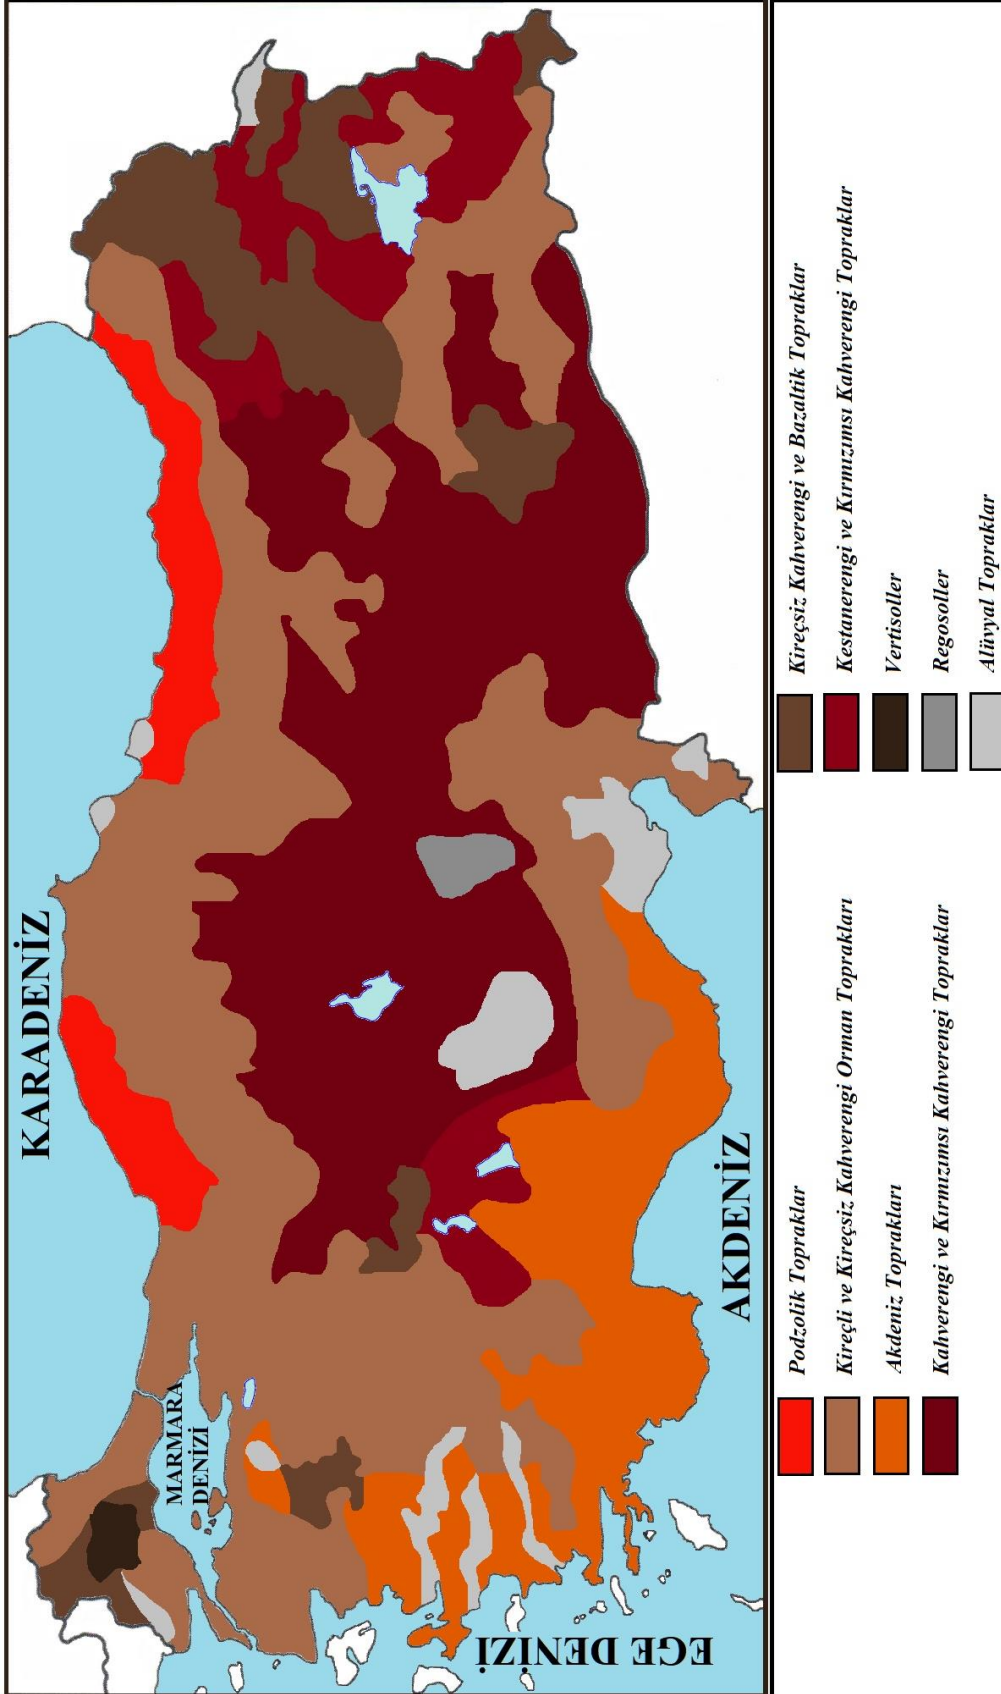 KARADENİZ
MARMARA
DENİZİ
EGE DENİZİ
AKDENİZ
Podzolik Topraklar
Kireçli ve Kireçsiz Kahverengi Orman Toprakları
Akdeniz Toprakları
Kahverengi ve Kırmızımsı Kahverengi Topraklar
Kireçsiz Kahverengi ve Bazaltik Topraklar
Kestanerengi ve Kırmızımsı Kahverengi Topraklar
Vertisoller
Regosoller
Alüvyal Topraklar